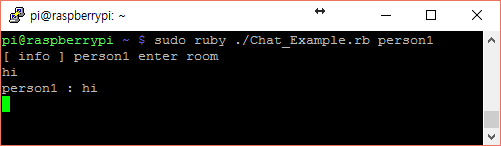 pi@raspberrypi: ~
pi@raspberrypi ~ $ sudo ruby ./Chat_Example.rb person1
[ info ] person1 enter room
hi
person1 : hi